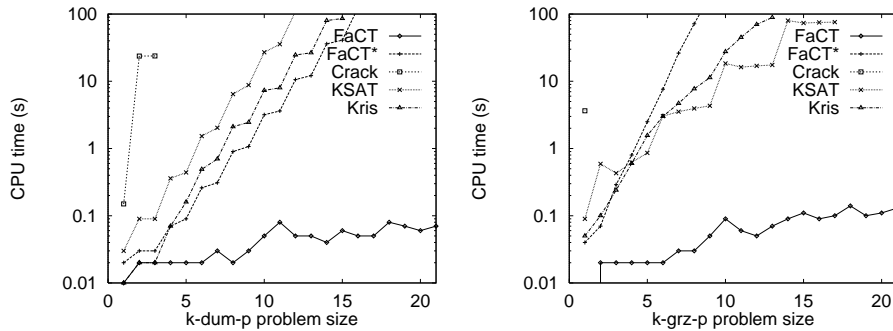 100
10
1
0.1
0.01
CPU time (s)
0 5 10 15 20
k-dum-p problem size
FaCT
FaCT*
Crack
KSAT
Kris
100
10
1
0.1
0.01
CPU time (s)
0 5 10 15 20
k-grz-p problem size
FaCT
FaCT*
Crack
KSAT
Kris